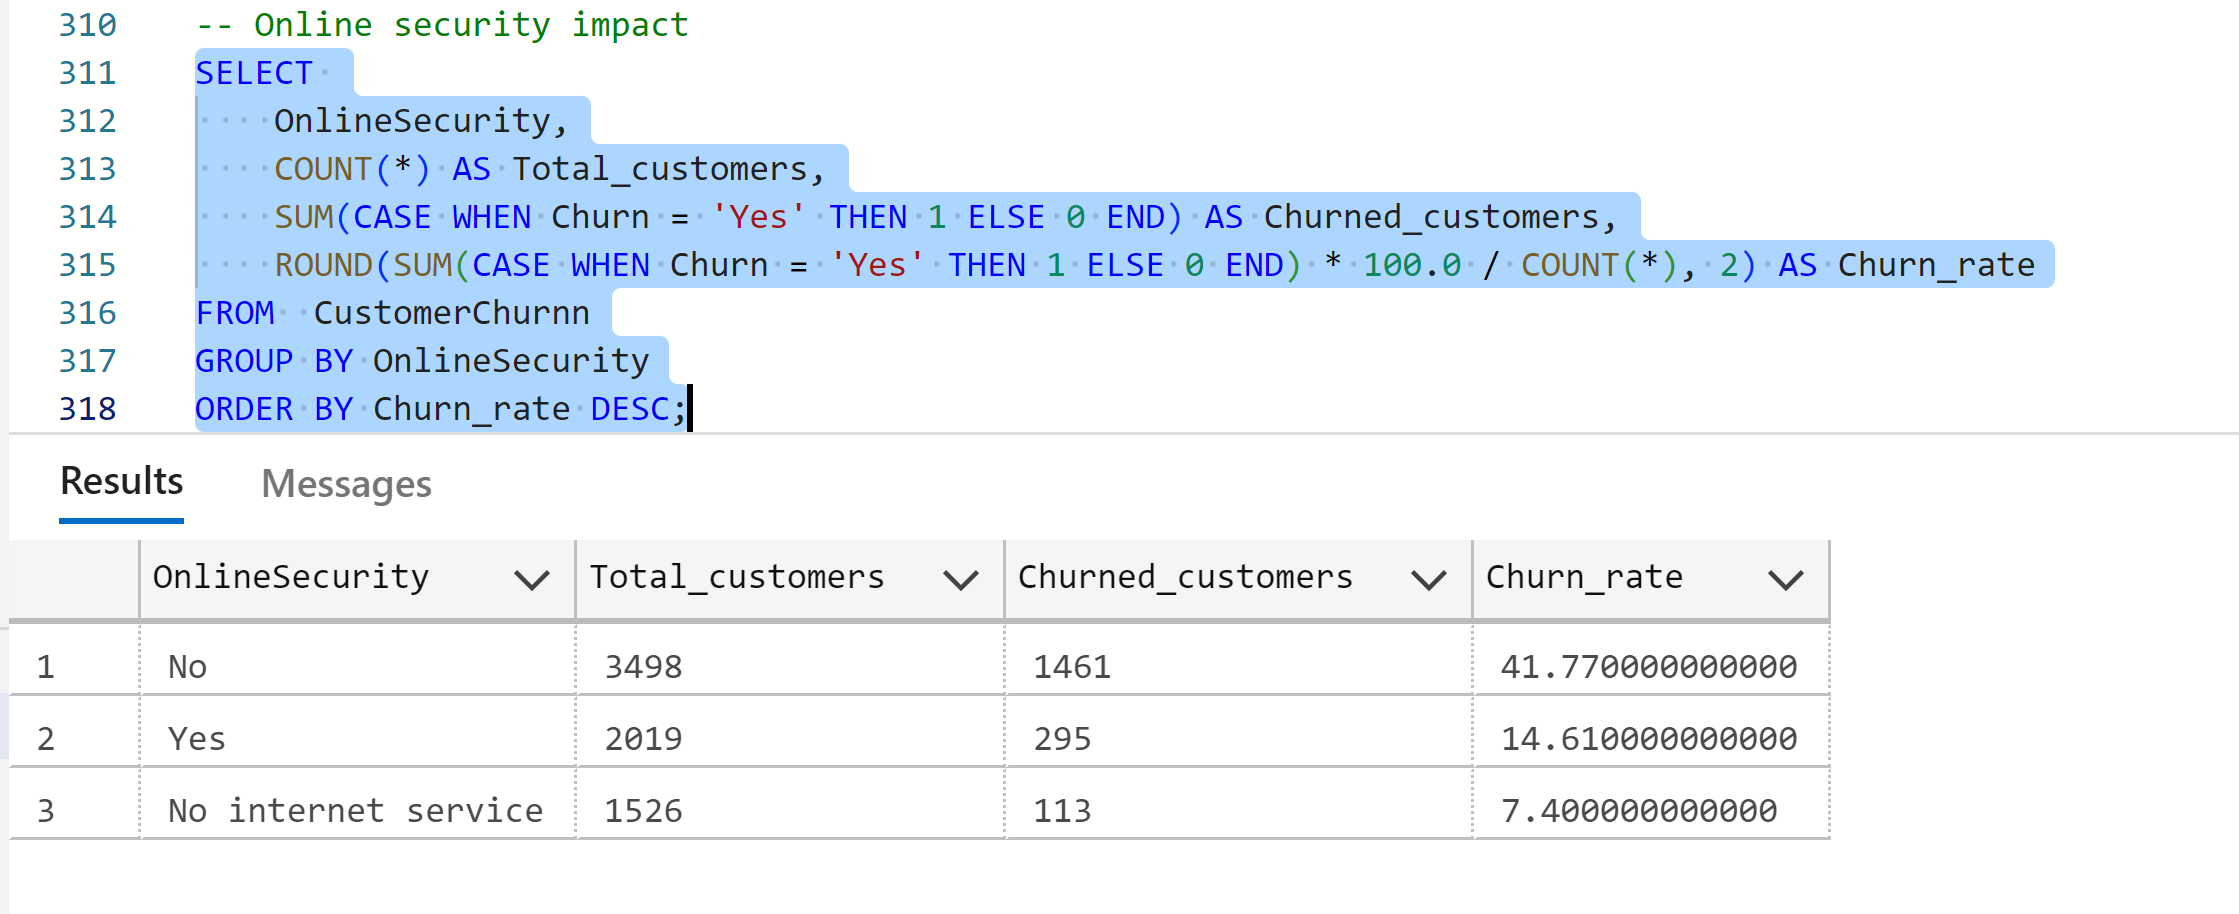 310 -- Online security impact
311 SELECT
312 OnlineSecurity,
313 COUNT(*) AS Total_customers,
314 SUM(CASE WHEN Churn = 'Yes' THEN 1 ELSE 0 END) AS Churned_customers,
315 ROUND(SUM(CASE WHEN Churn = 'Yes' THEN 1 ELSE 0 END) * 100.0 / COUNT(*), 2) AS Churn_rate
316 FROM  CustomerChurnn
317 GROUP BY OnlineSecurity
318 ORDER BY Churn_rate DESC;
Results Messages
OnlineSecurity Total_customers Churned_customers Churn_rate
1 No 3498 1461 41.770000000000
2 Yes 2019 295 14.610000000000
3 No internet service 1526 113 7.400000000000